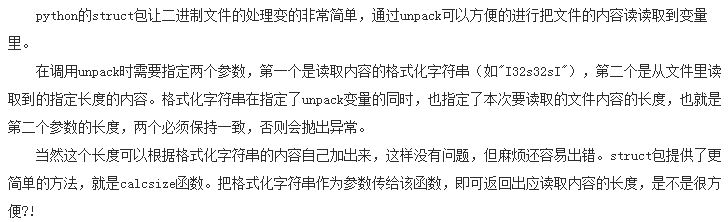 python的struct包让二进制文件的处理变的非常简单，通过unpack可以方便的进行把文件的内容读读取到变量
里。
在调用unpack时需要指定两个参数，第一个是读取内容的格式化字符串（如"I32s32sI"），第二个是从文件里读
取到的指定长度的内容。格式化字符串在指定了unpack变量的同时，也指定了本次要读取的文件内容的长度，也就是
第二个参数的长度，两个必须保持一致，否则会抛出异常。
当然这个长度可以根据格式化字符串的内容自己加出来，这样没有问题，但麻烦还容易出错。struct包提供了更
简单的方法，就是calcsize函数。把格式化字符串作为参数传给该函数，即可返回出应读取内容的长度，是不是很方
便?!